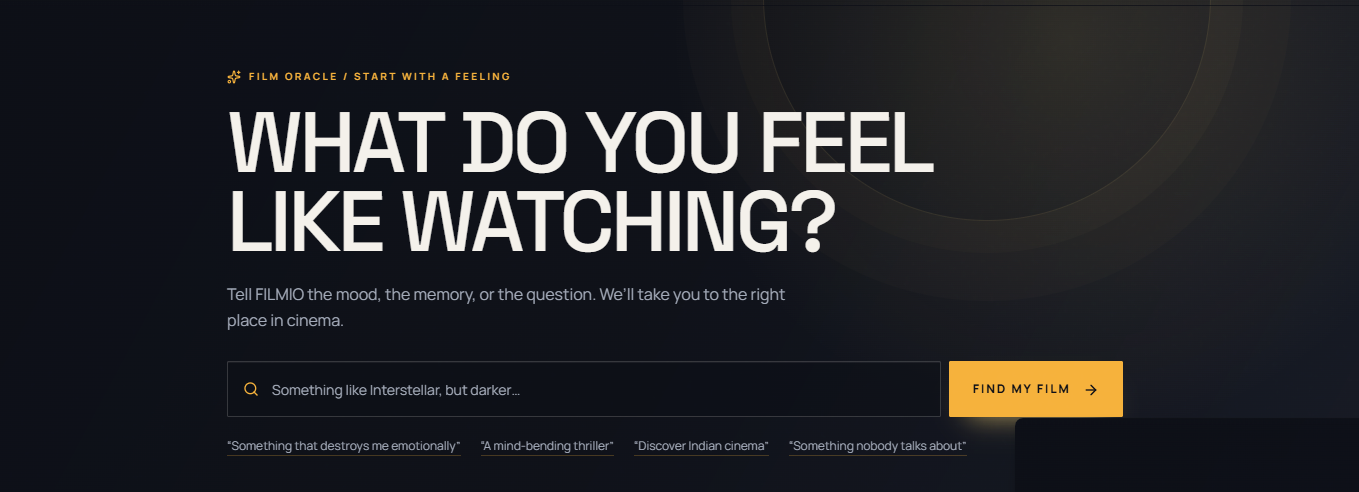 FILM ORACLE / START WITH A FEELING
WHAT DO YOU FEEL
LIKE WATCHING?
Tell FILMIO the mood, the memory, or the question. We'll take you to the right
place in cinema.
Something like Interstellar, but darker...
FIND MY FILM →
"Something that destroys me emotionally" "A mind-bending thriller" "Discover Indian cinema" "Something nobody talks about"